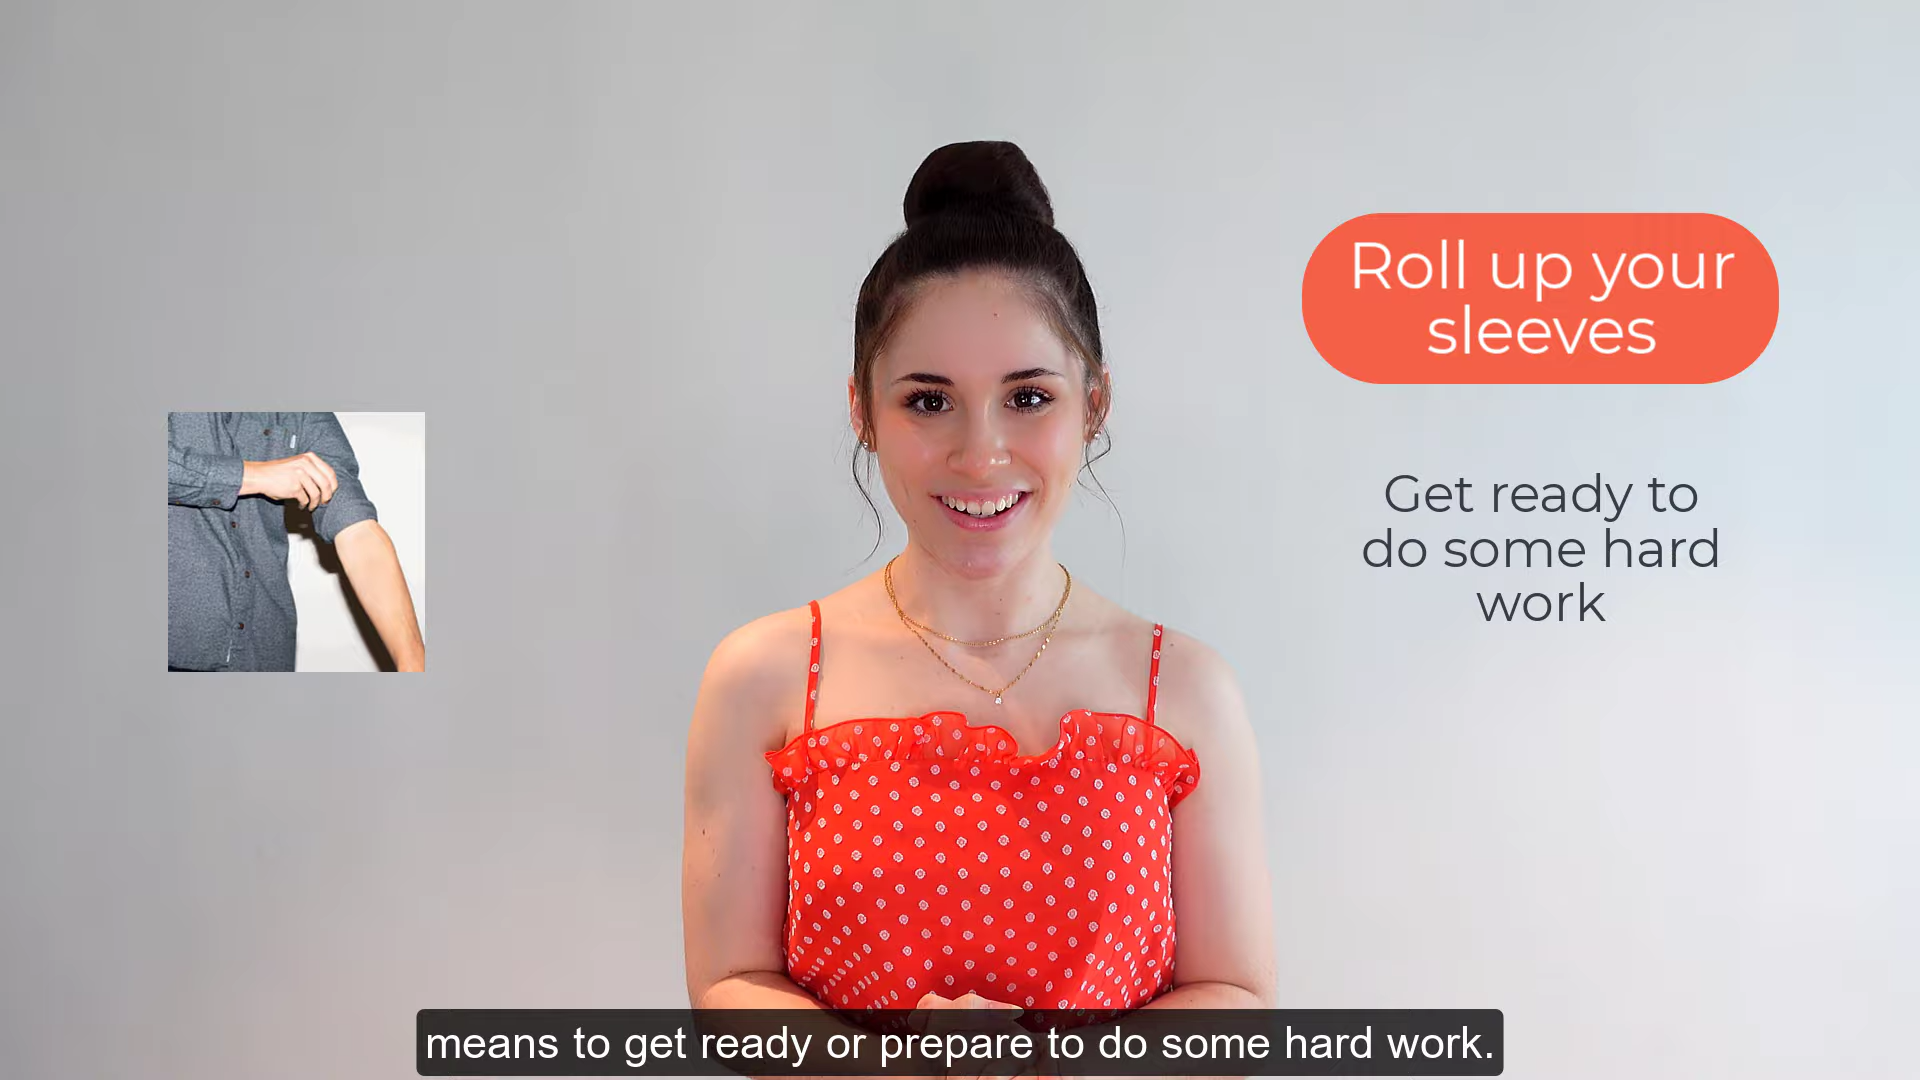 Roll up your
sleeves
Get ready to
do some hard
work
means to get ready or prepare to do some hard work.